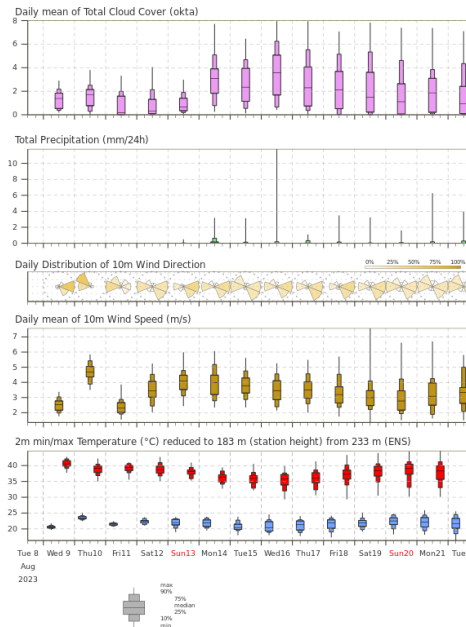 Daily mean of Total Cloud Cover (okta)
8
6
4
2
0
Total Precipitation (mm/24h)
10
8
6
4
2
0
Daily Distribution of 10m Wind Direction
0% 25% 50% 75% 100%
Daily mean of 10m Wind Speed (m/s)
7
6
5
4
3
2
2m min/max Temperature (°C) reduced to 183 m (station height) from 233 m (ENS)
40
35
30
25
20
Tue 8 Wed 9 Thu10 Fri11 Sat12 Sun13 Mon14 Tue15 Wed16 Thu17 Fri18 Sat19 Sun20 Mon21 Tue
Aug
2023
max
90%
75%
median
25%
10%
min